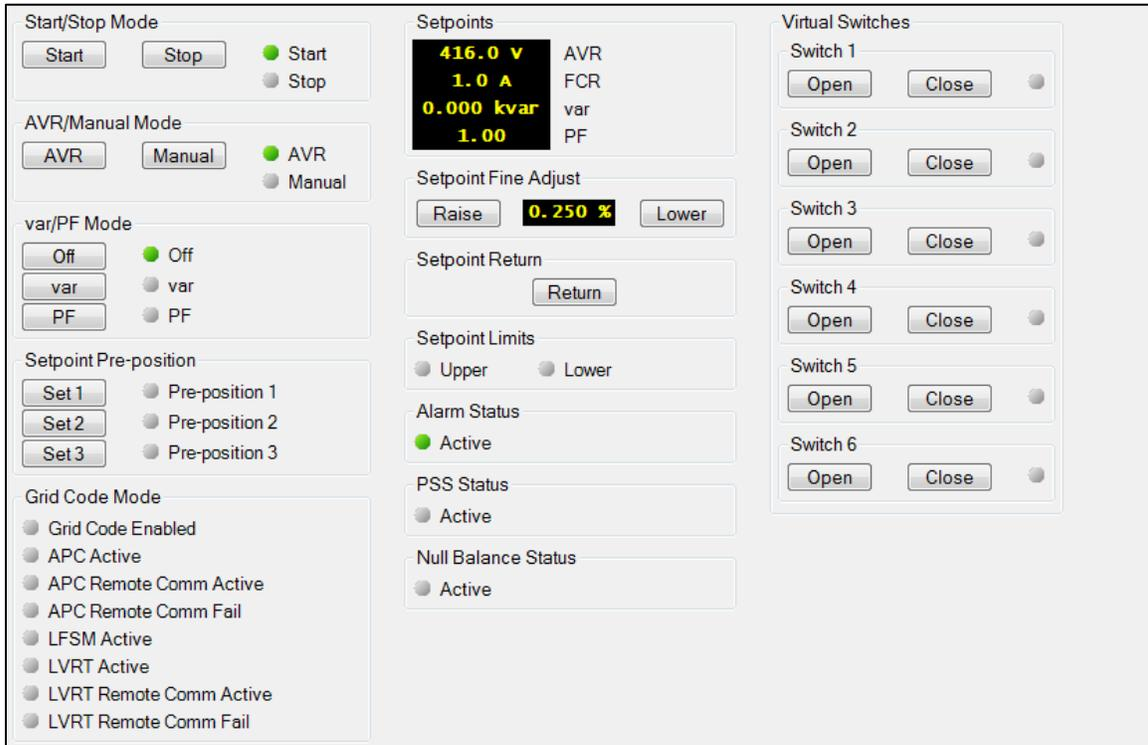 Start/Stop Mode
Start Stop Start
Stop
AVR/Manual Mode
AVR Manual AVR
Manual
var/PF Mode
Off Off
var var
PF PF
Setpoint Pre-position
Set 1 Pre-position 1
Set 2 Pre-position 2
Set 3 Pre-position 3
Grid Code Mode
Grid Code Enabled
APC Active
APC Remote Comm Active
APC Remote Comm Fail
LFSM Active
LVRT Active
LVRT Remote Comm Active
LVRT Remote Comm Fail
Setpoints
416.0 V AVR
1.0 A FCR
0.000 kvar var
1.00 PF
Setpoint Fine Adjust
Raise 0.250 % Lower
Setpoint Return
Return
Setpoint Limits
Upper Lower
Alarm Status
Active
PSS Status
Active
Null Balance Status
Active
Virtual Switches
Switch 1
Open Close
Switch 2
Open Close
Switch 3
Open Close
Switch 4
Open Close
Switch 5
Open Close
Switch 6
Open Close